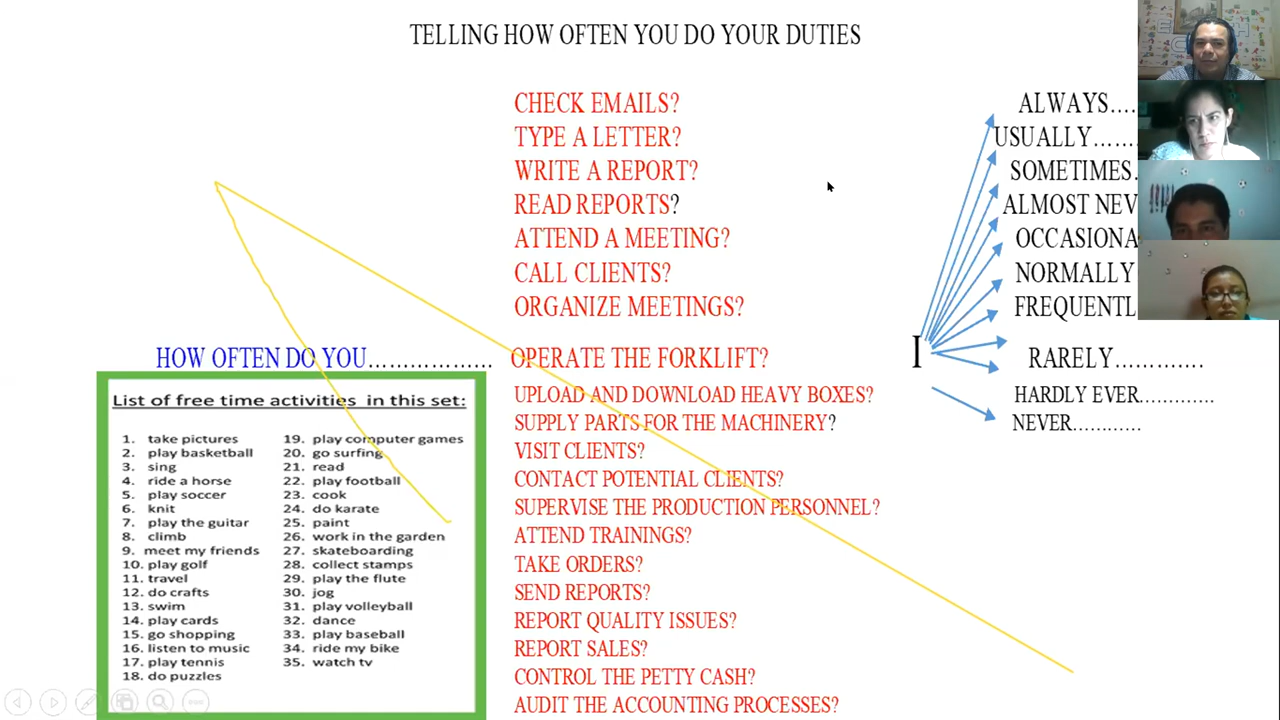 TELLING HOW OFTEN YOU DO YOUR DUTIES
CHECK EMAILS?
TYPE A LETTER?
WRITE A REPORT?
READ REPORTS?
ATTEND A MEETING?
CALL CLIENTS?
ORGANIZE MEETINGS?
HOW OFTEN DO YOU.................. OPERATE THE FORKLIFT?
UPLOAD AND DOWNLOAD HEAVY BOXES?
SUPPLY PARTS FOR THE MACHINERY?
VISIT CLIENTS?
CONTACT POTENTIAL CLIENTS?
SUPERVISE THE PRODUCTION PERSONNEL?
ATTEND TRAININGS?
TAKE ORDERS?
SEND REPORTS?
REPORT QUALITY ISSUES?
REPORT SALES?
CONTROL THE PETTY CASH?
AUDIT THE ACCOUNTING PROCESSES?
List of free time activities in this set:
1. take pictures
2. play basketball
3. sing
4. ride a horse
5. play soccer
6. knit
7. play the guitar
8. climb
9. meet my friends
10. play golf
11. travel
12. do crafts
13. swim
14. play cards
15. go shopping
16. listen to music
17. play tennis
18. do puzzles
19. play computer games
20. go surfing
21. read
22. play football
23. cook
24. do karate
25. paint
26. work in the garden
27. skateboarding
28. collect stamps
29. play the flute
30. jog
31. play volleyball
32. dance
33. play baseball
34. ride my bike
35. watch tv
I
ALWAYS....
USUALLY......
SOMETIMES.
ALMOST NEV
OCCASIONA
NORMALLY
FREQUENTL
RARELY............
HARDLY EVER............
NEVER...........